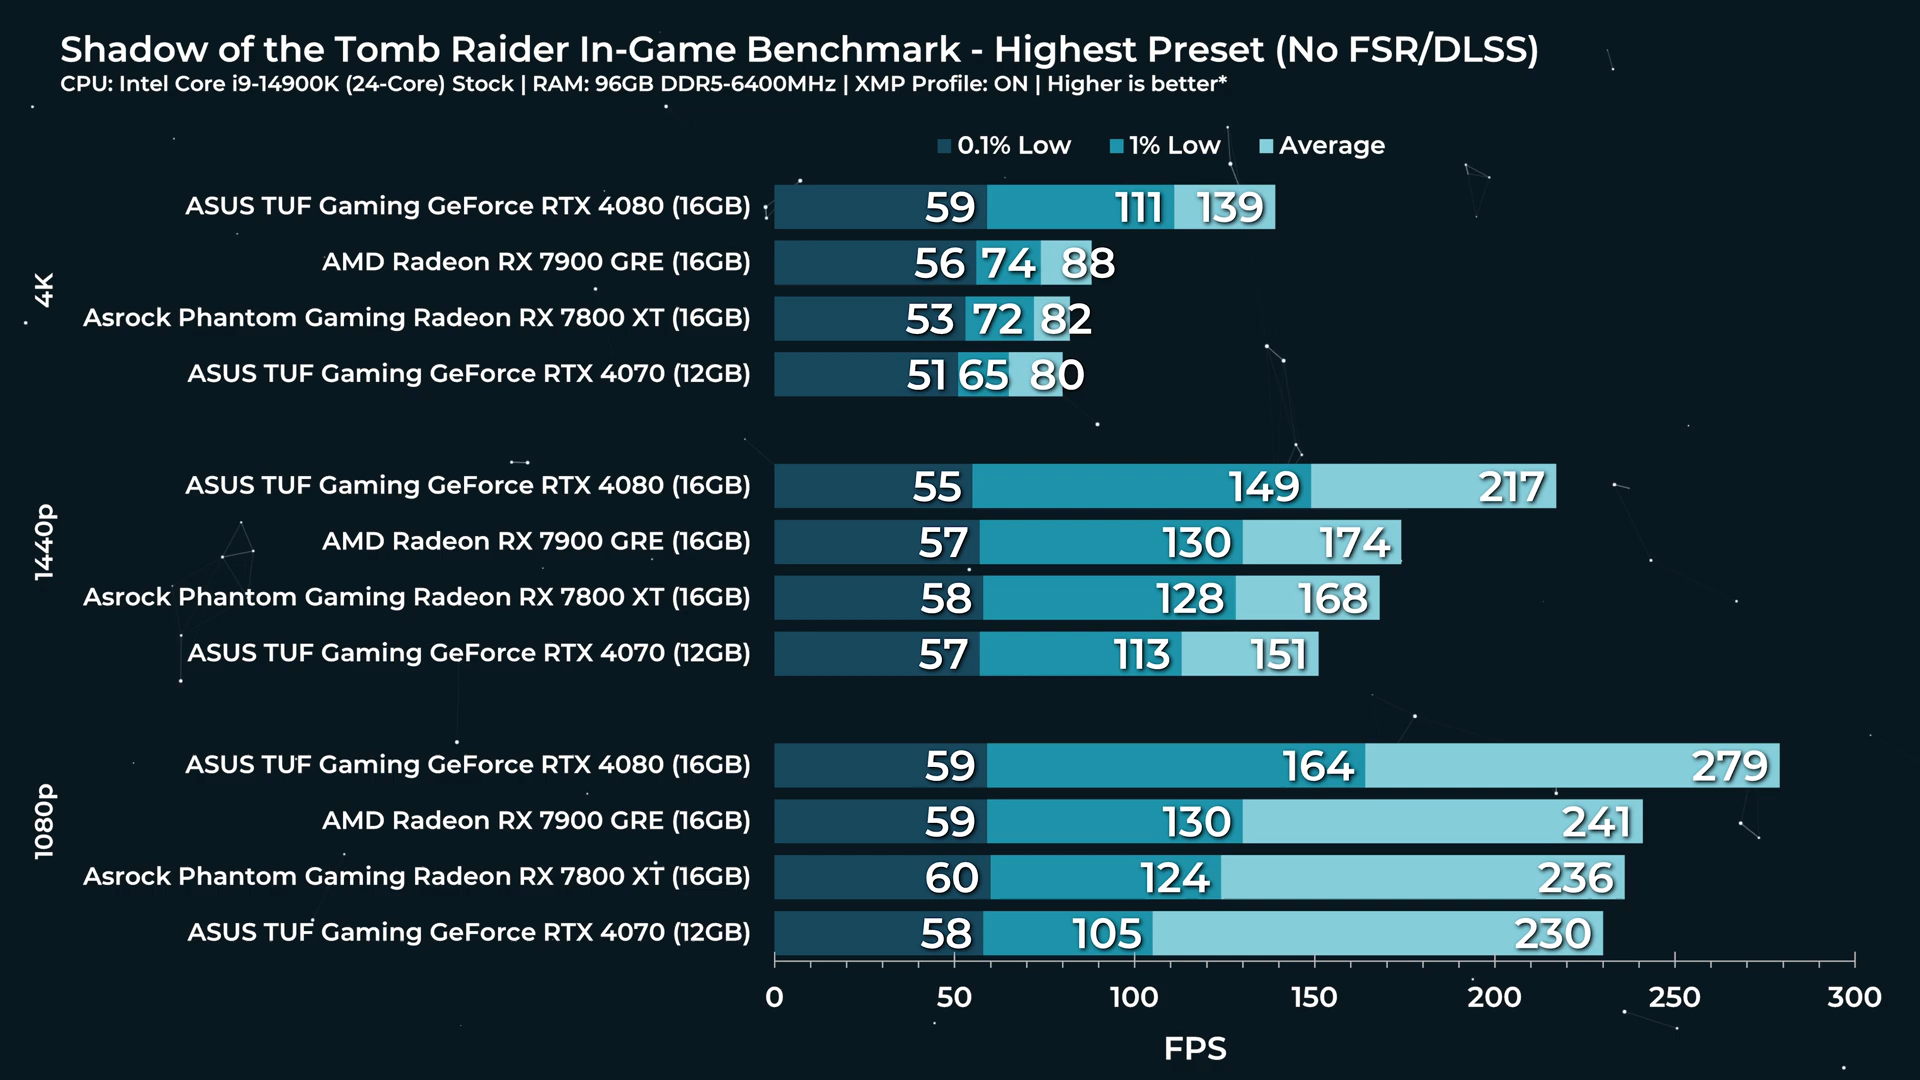 Shadow of the Tomb Raider In-Game Benchmark - Highest Preset (No FSR/DLSS)
CPU: Intel Core i9-14900K (24-Core) Stock | RAM: 96GB DDR5-6400MHz | XMP Profile: ON | Higher is better*
0.1% Low 1% Low Average
4K
ASUS TUF Gaming GeForce RTX 4080 (16GB) 59 111 139
AMD Radeon RX 7900 GRE (16GB) 56 74 88
Asrock Phantom Gaming Radeon RX 7800 XT (16GB) 53 72 82
ASUS TUF Gaming GeForce RTX 4070 (12GB) 51 65 80
1440p
ASUS TUF Gaming GeForce RTX 4080 (16GB) 55 149 217
AMD Radeon RX 7900 GRE (16GB) 57 130 174
Asrock Phantom Gaming Radeon RX 7800 XT (16GB) 58 128 168
ASUS TUF Gaming GeForce RTX 4070 (12GB) 57 113 151
1080p
ASUS TUF Gaming GeForce RTX 4080 (16GB) 59 164 279
AMD Radeon RX 7900 GRE (16GB) 59 130 241
Asrock Phantom Gaming Radeon RX 7800 XT (16GB) 60 124 236
ASUS TUF Gaming GeForce RTX 4070 (12GB) 58 105 230
0 50 100 150 200 250 300
FPS